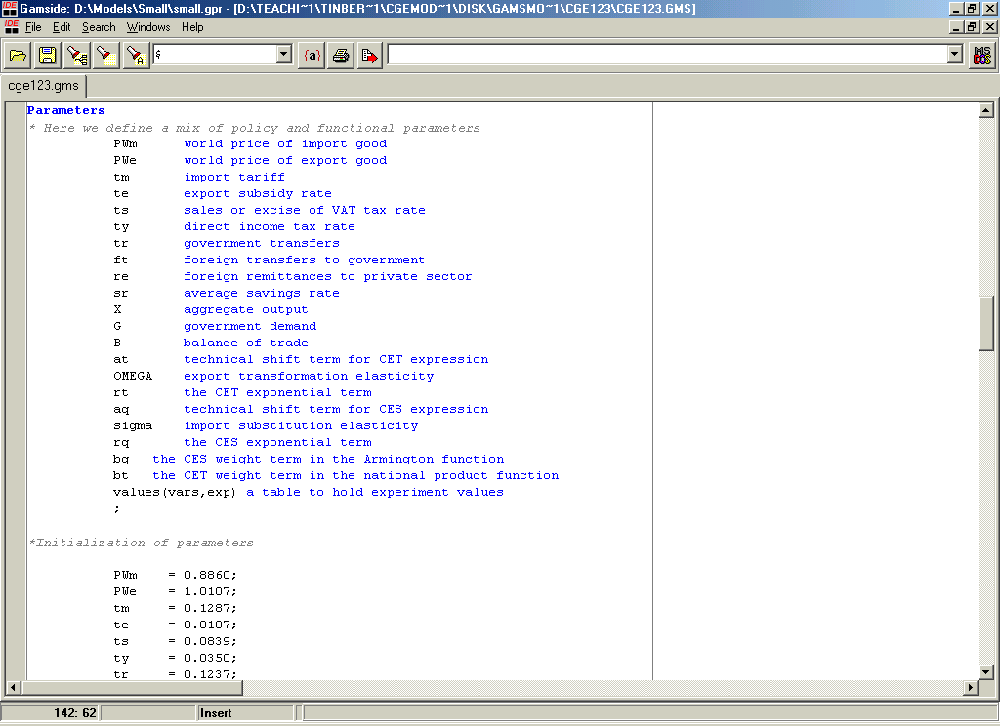 IDE Gamside: D:\Models\Small\small.gpr - [D:\TEACHI~1\TINBER~1\CGEMOD~1\DISK\GAMSMO~1\CGE123\CGE123.GMS]
IDE File Edit Search Windows Help
A $ {a} MS DOS
cge123.gms
Parameters
* Here we define a mix of policy and functional parameters
PWm world price of import good
PWe world price of export good
tm import tariff
te export subsidy rate
ts sales or excise of VAT tax rate
ty direct income tax rate
tr government transfers
ft foreign transfers to government
re foreign remittances to private sector
sr average savings rate
X aggregate output
G government demand
B balance of trade
at technical shift term for CET expression
OMEGA export transformation elasticity
rt the CET exponential term
aq technical shift term for CES expression
sigma import substitution elasticity
rq the CES exponential term
bq the CES weight term in the Armington function
bt the CET weight term in the national product function
values(vars,exp) a table to hold experiment values
;
*Initialization of parameters
PWm = 0.8860;
PWe = 1.0107;
tm = 0.1287;
te = 0.0107;
ts = 0.0839;
ty = 0.0350;
tr = 0.1237;
142: 62 Insert